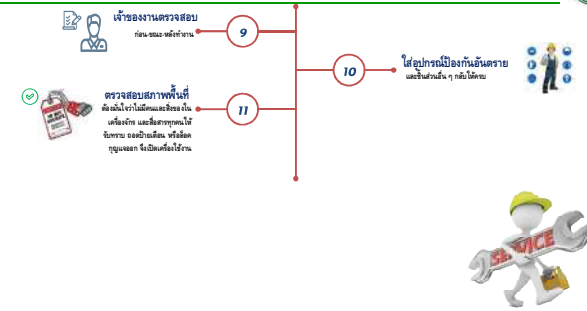 เจ้าของงานตรวจสอบ
ก่อน-ขณะ-หลังทำงาน
9
10
ใส่อุปกรณ์ป้องกันอันตราย
และชิ้นส่วนอื่น ๆ กลับให้ครบ
11
ตรวจสอบสภาพพื้นที่
ต้องมั่นใจว่าไม่มีคนและสิ่งของใน
เครื่องจักร และสื่อสารทุกคนให้
รับทราบ ถอดป้ายเตือน หรือล็อค
กุญแจออก จึงเปิดเครื่องใช้งาน
SERVICE